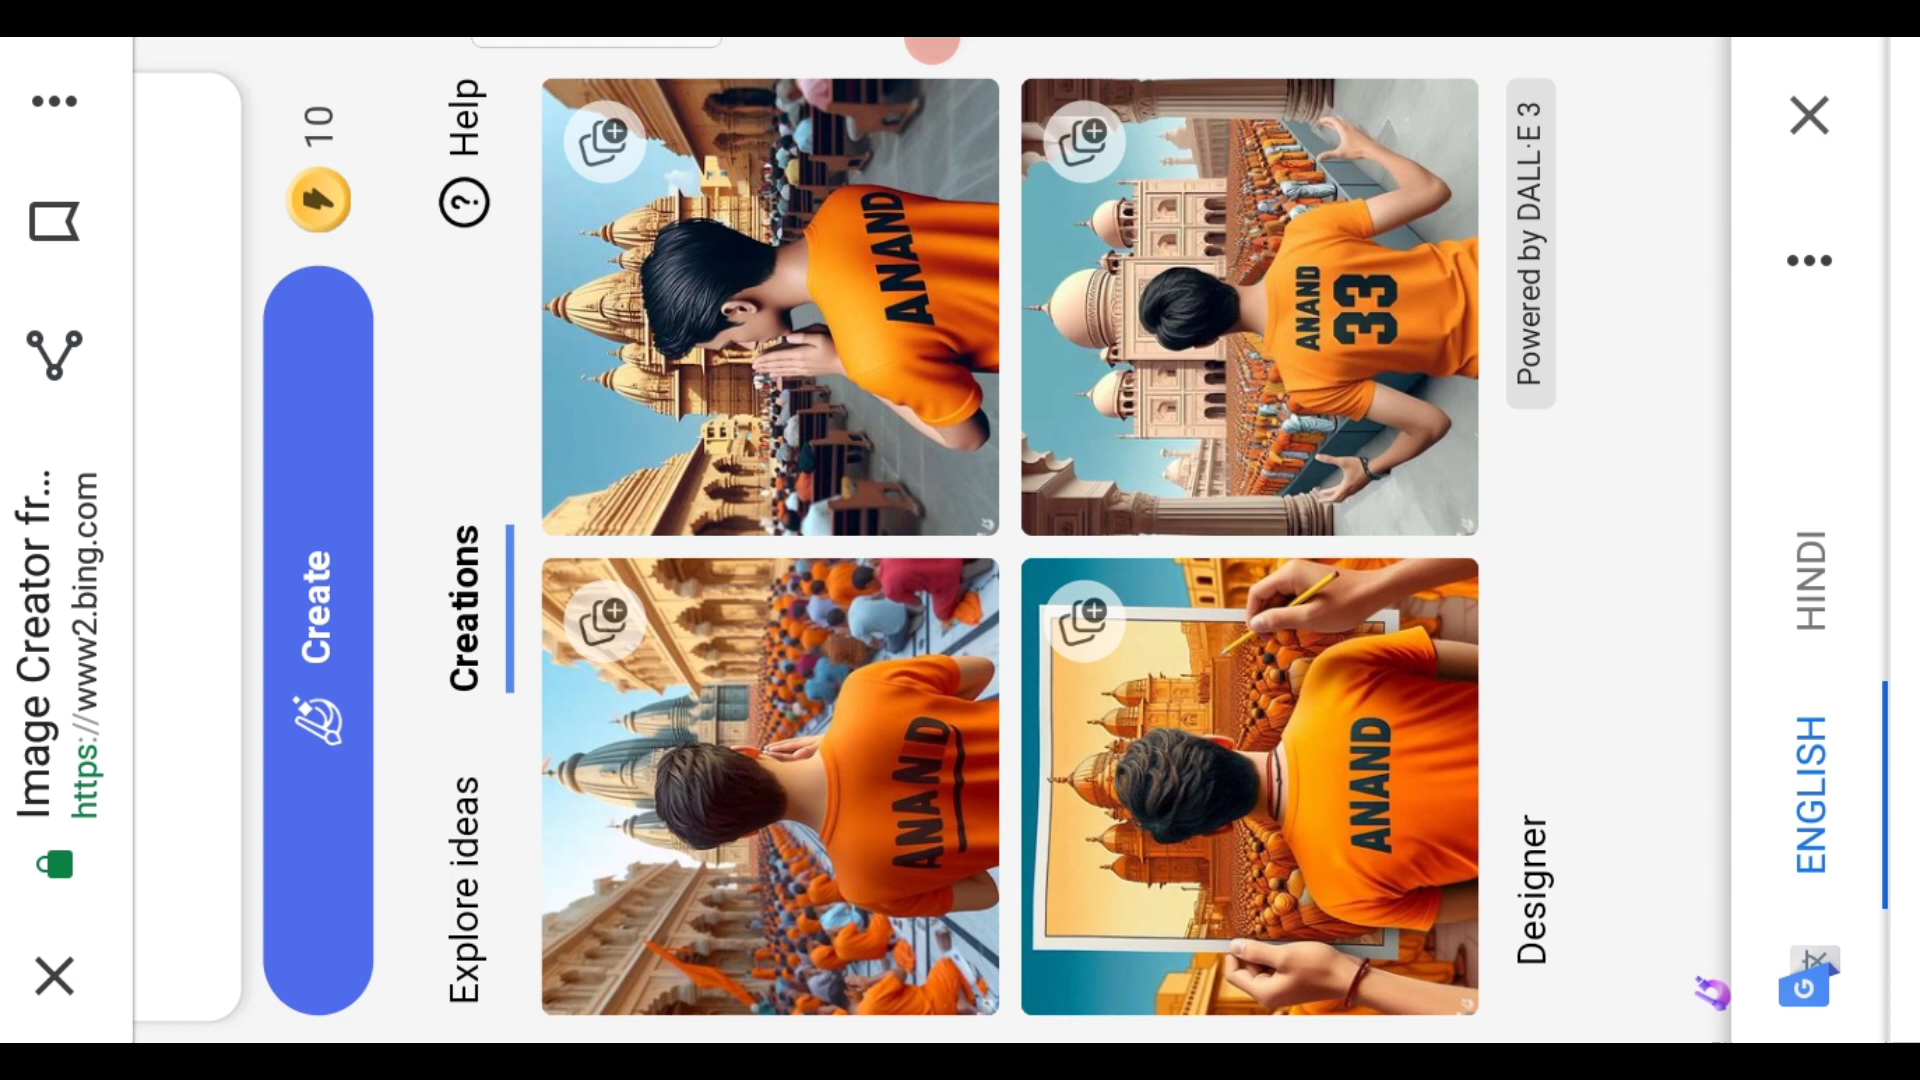 Image Creator fr...
https://www2.bing.com
Create
10
Explore ideas
Creations
Help
ANAND
ANAND
ANAND
ANAND
33
Designer
Powered by DALL·E 3
ENGLISH
HINDI